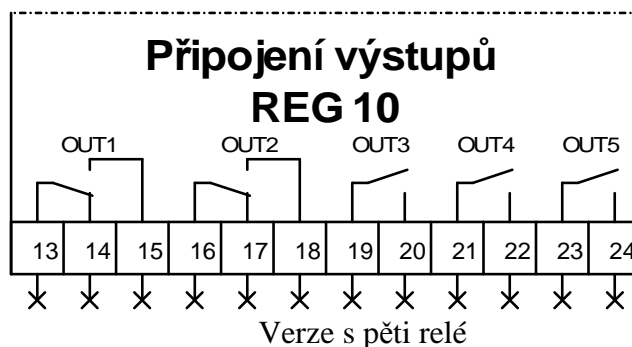 Připojení výstupů
REG 10
OUT1 OUT2 OUT3 OUT4 OUT5
13 14 15 16 17 18 19 20 21 22 23 24
Verze s pěti relé